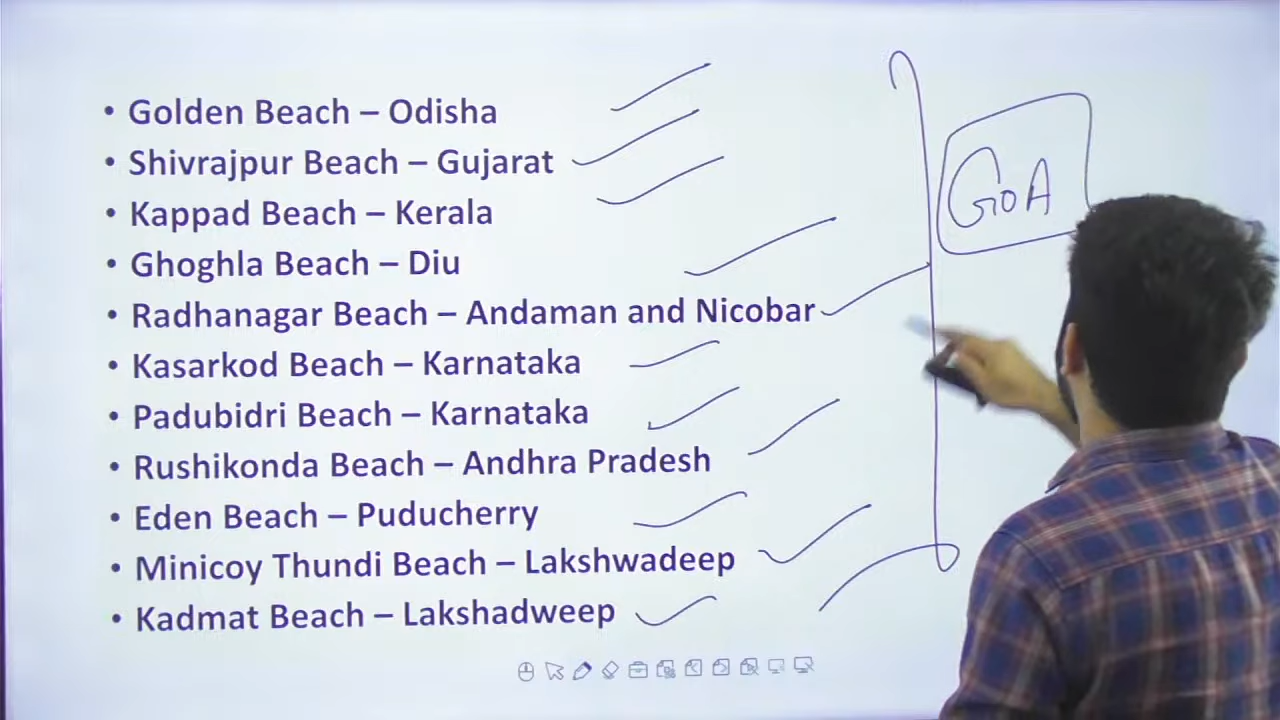 • Golden Beach – Odisha
• Shivrajpur Beach – Gujarat
• Kappad Beach – Kerala
• Ghoghla Beach – Diu
• Radhanagar Beach – Andaman and Nicobar
• Kasarkod Beach – Karnataka
• Padubidri Beach – Karnataka
• Rushikonda Beach – Andhra Pradesh
• Eden Beach – Puducherry
• Minicoy Thundi Beach – Lakshwadeep
• Kadmat Beach – Lakshadweep
GOA